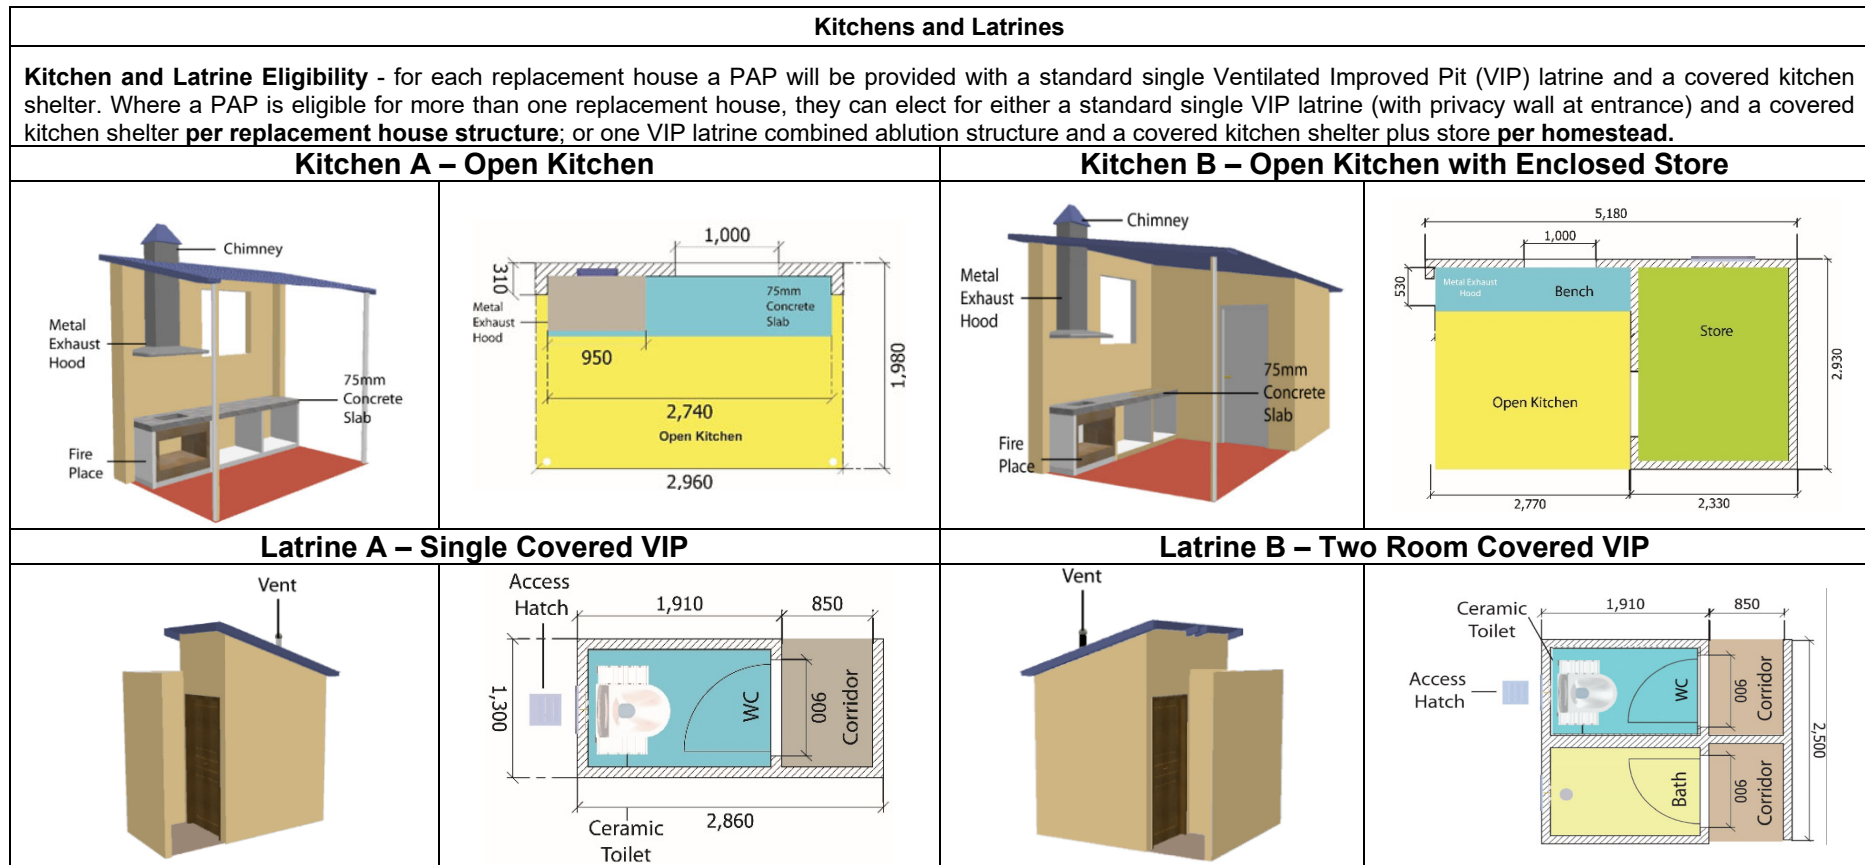 Kitchens and Latrines
Kitchen and Latrine Eligibility - for each replacement house a PAP will be provided with a standard single Ventilated Improved Pit (VIP) latrine and a covered kitchen
shelter. Where a PAP is eligible for more than one replacement house, they can elect for either a standard single VIP latrine (with privacy wall at entrance) and a covered
kitchen shelter per replacement house structure; or one VIP latrine combined ablution structure and a covered kitchen shelter plus store per homestead.
Kitchen A – Open Kitchen
Chimney
Metal
Exhaust
Hood
75mm
Concrete
Slab
Fire
Place
1,000
310
Metal
Exhaust
Hood
75mm
Concrete
Slab
950
1,980
2,740
Open Kitchen
2,960
Kitchen B – Open Kitchen with Enclosed Store
Chimney
Metal
Exhaust
Hood
75mm
Concrete
Slab
Fire
Place
5,180
1,000
530
Metal Exhaust
Hood
Bench
Store
2.930
Open Kitchen
2,770
2,330
Latrine A – Single Covered VIP
Vent
Access
Hatch
1,910
850
1,300
WC
900
Corridor
Ceramic
Toilet
2,860
Latrine B – Two Room Covered VIP
Vent
Ceramic
Toilet
1,910
850
Access
Hatch
WC
900
Corridor
2,500
Bath
900
Corridor